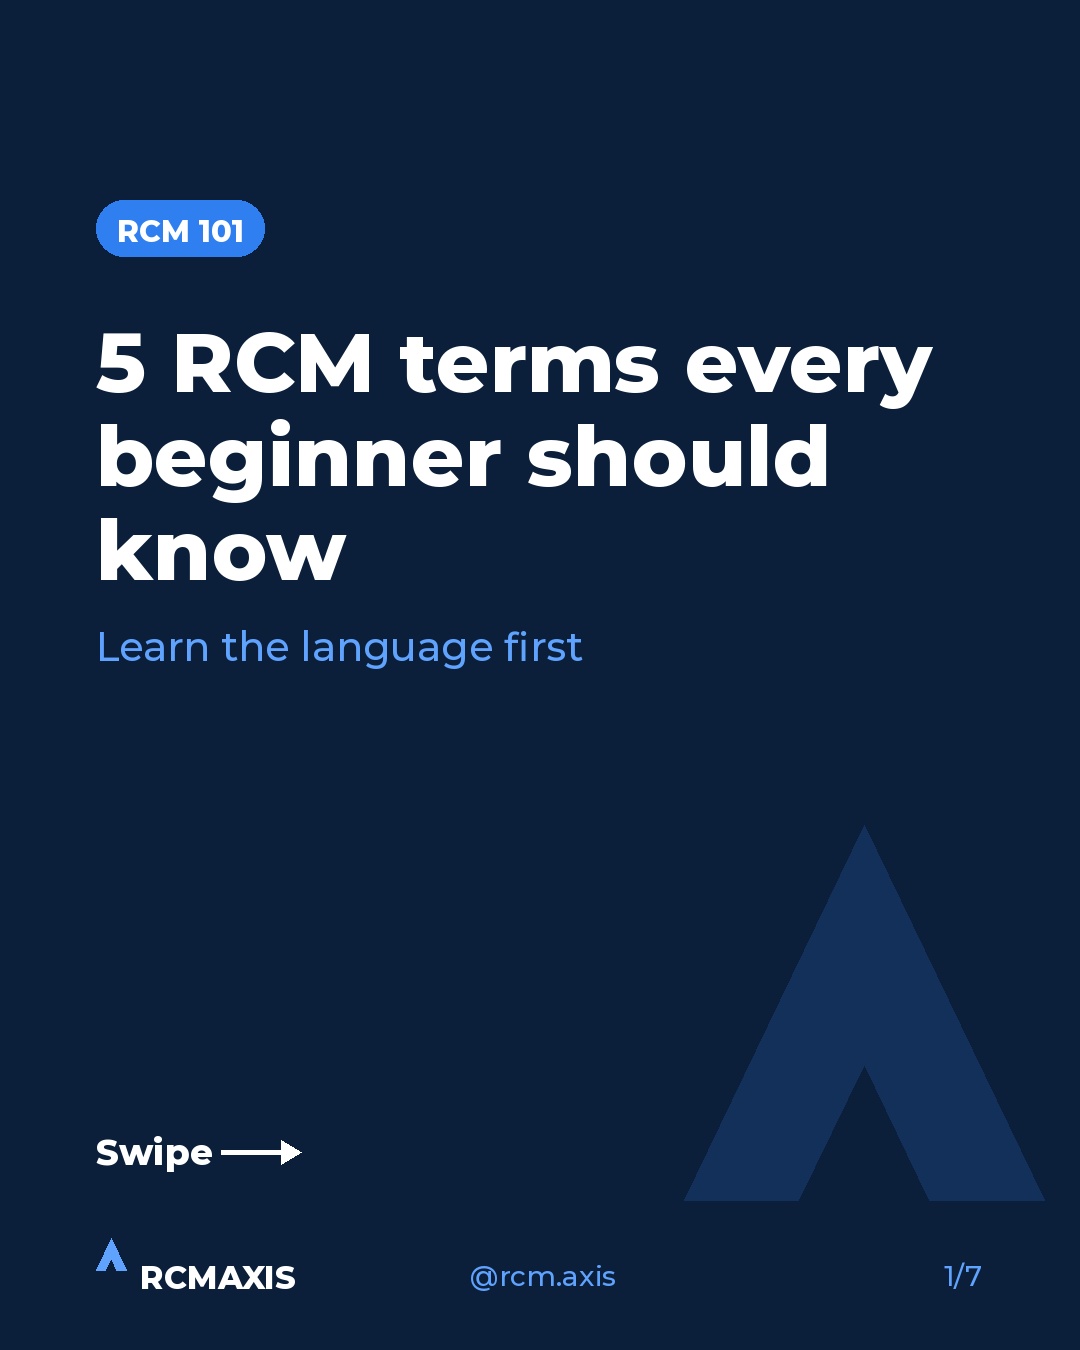 RCM 101
5 RCM terms every
beginner should
know
Learn the language first
Swipe
RCMAXIS
@rcm.axis
1/7